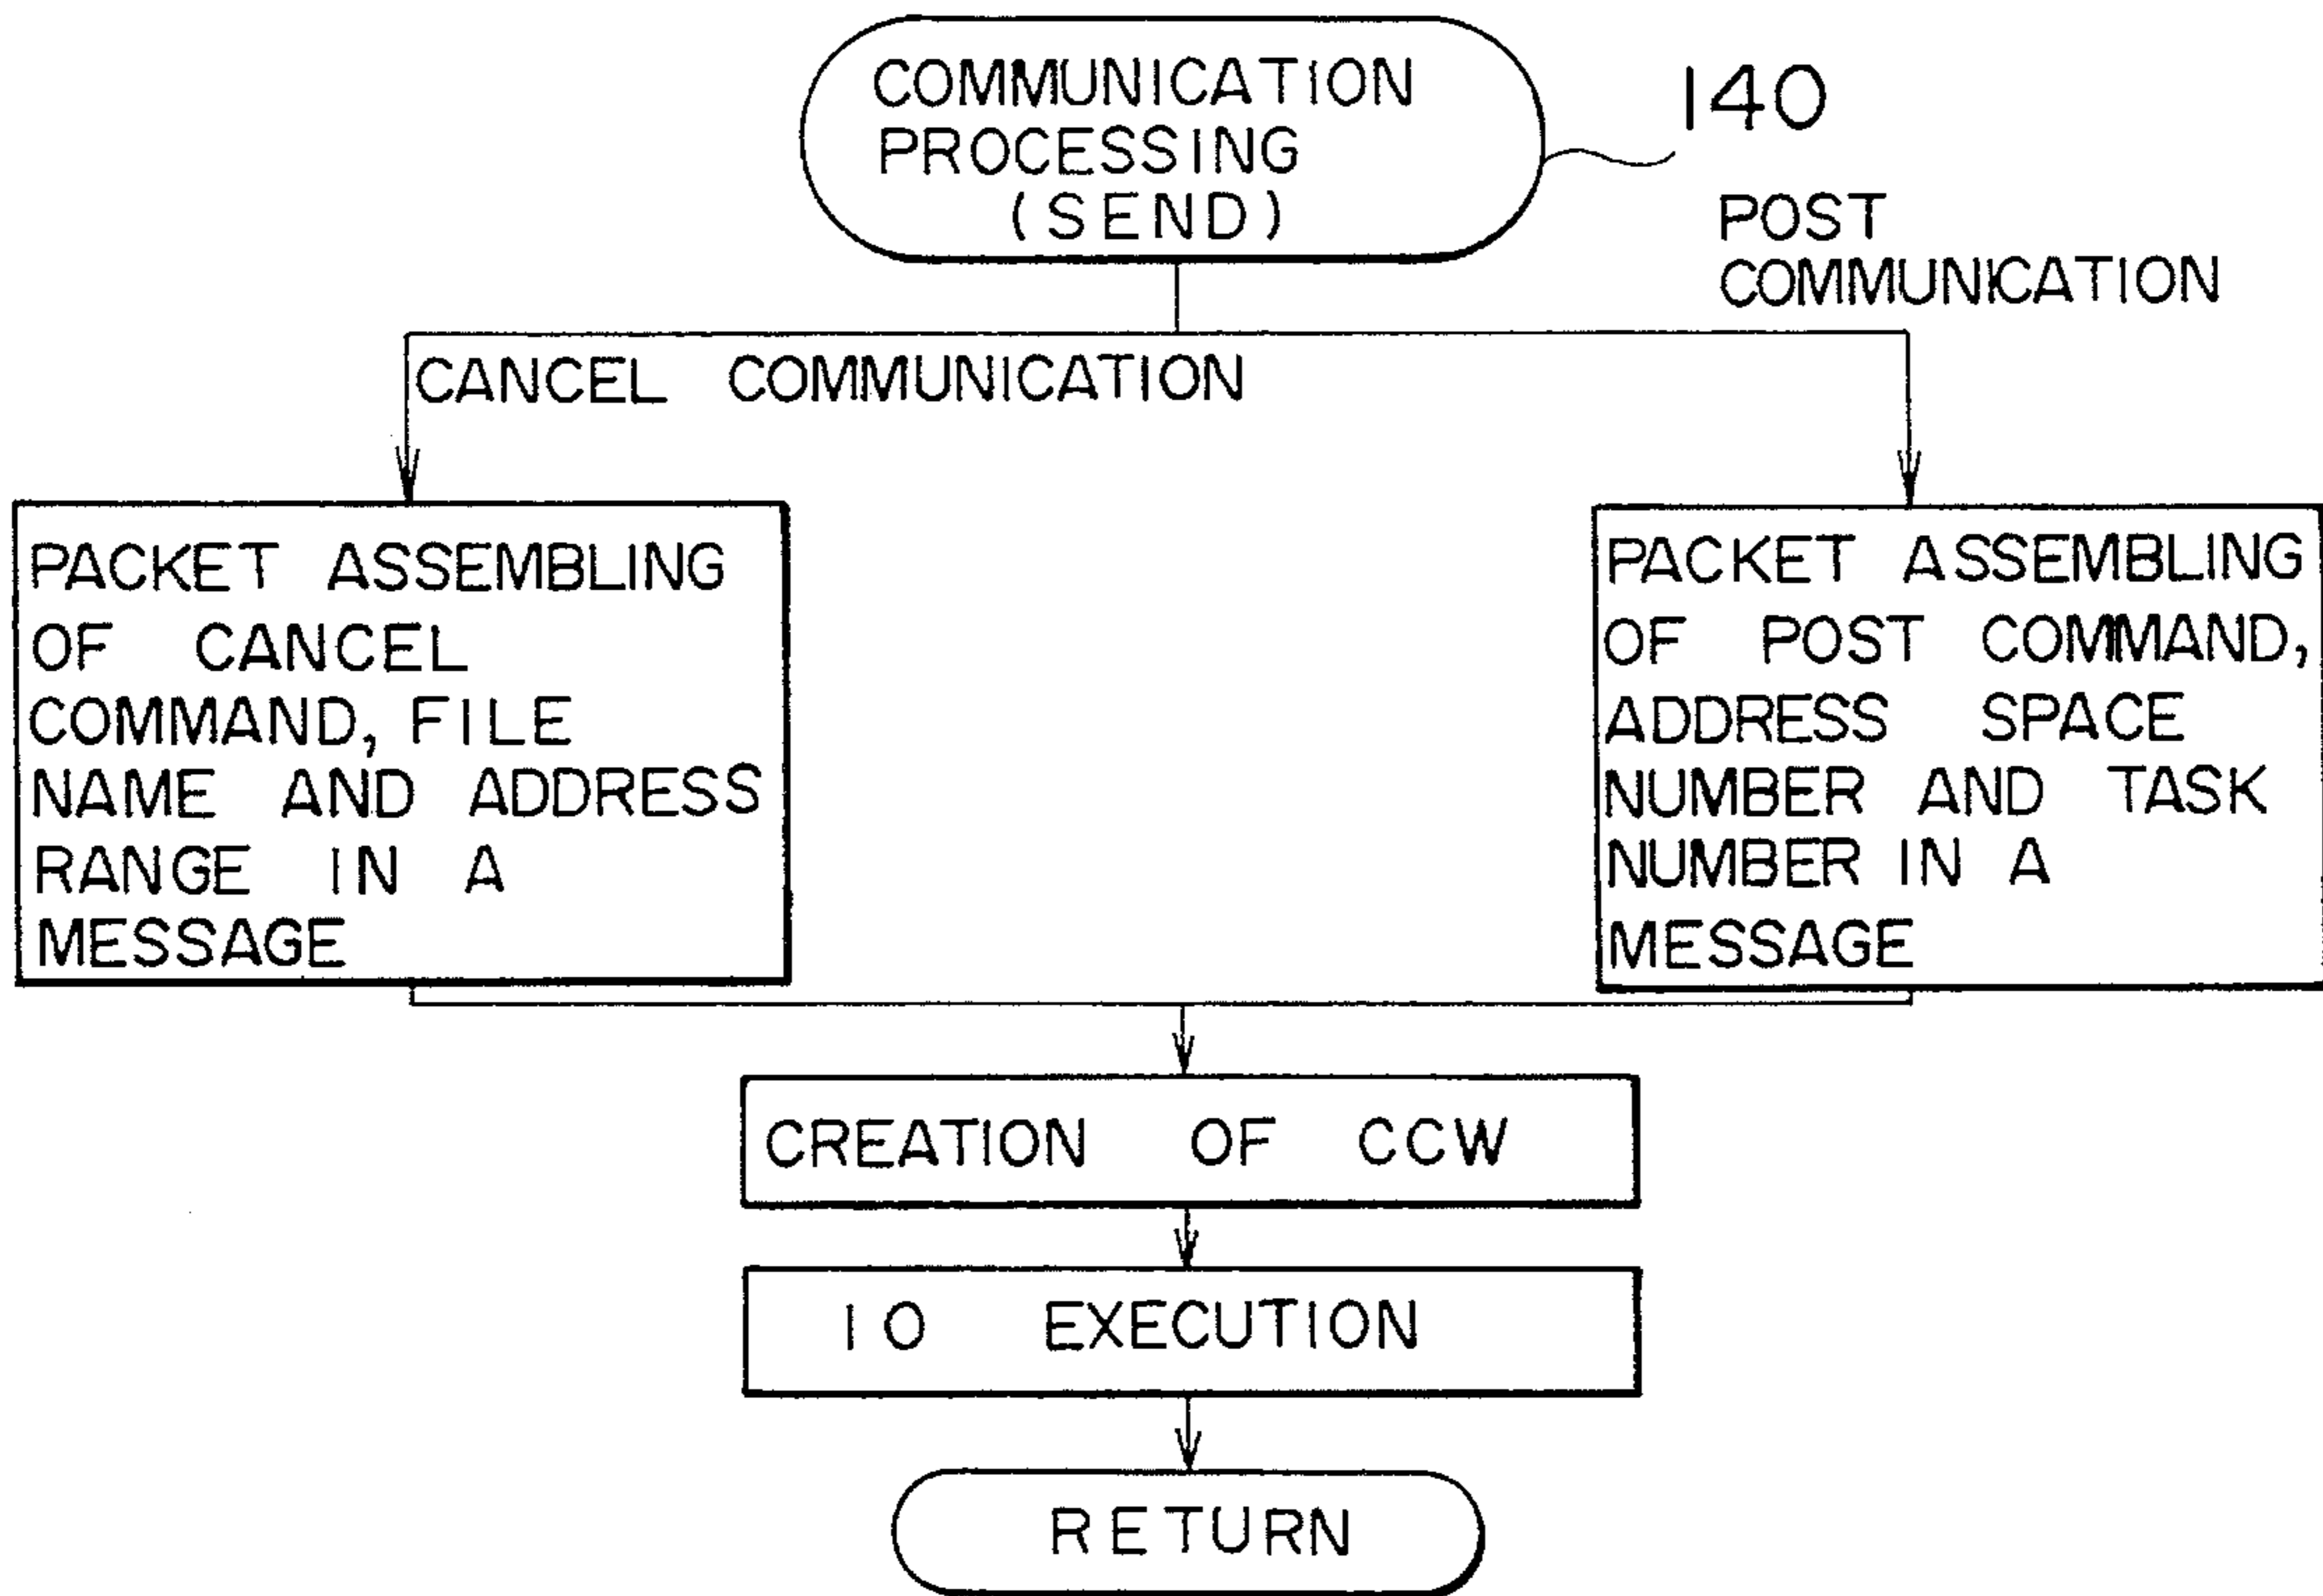 COMMUNICATION
PROCESSING
(SEND)
140
POST
COMMUNICATION
CANCEL COMMUNICATION
PACKET ASSEMBLING
OF CANCEL
COMMAND, FILE
NAME AND ADDRESS
RANGE IN A
MESSAGE
PACKET ASSEMBLING
OF POST COMMAND,
ADDRESS SPACE
NUMBER AND TASK
NUMBER IN A
MESSAGE
CREATION OF CCW
IO EXECUTION
RETURN